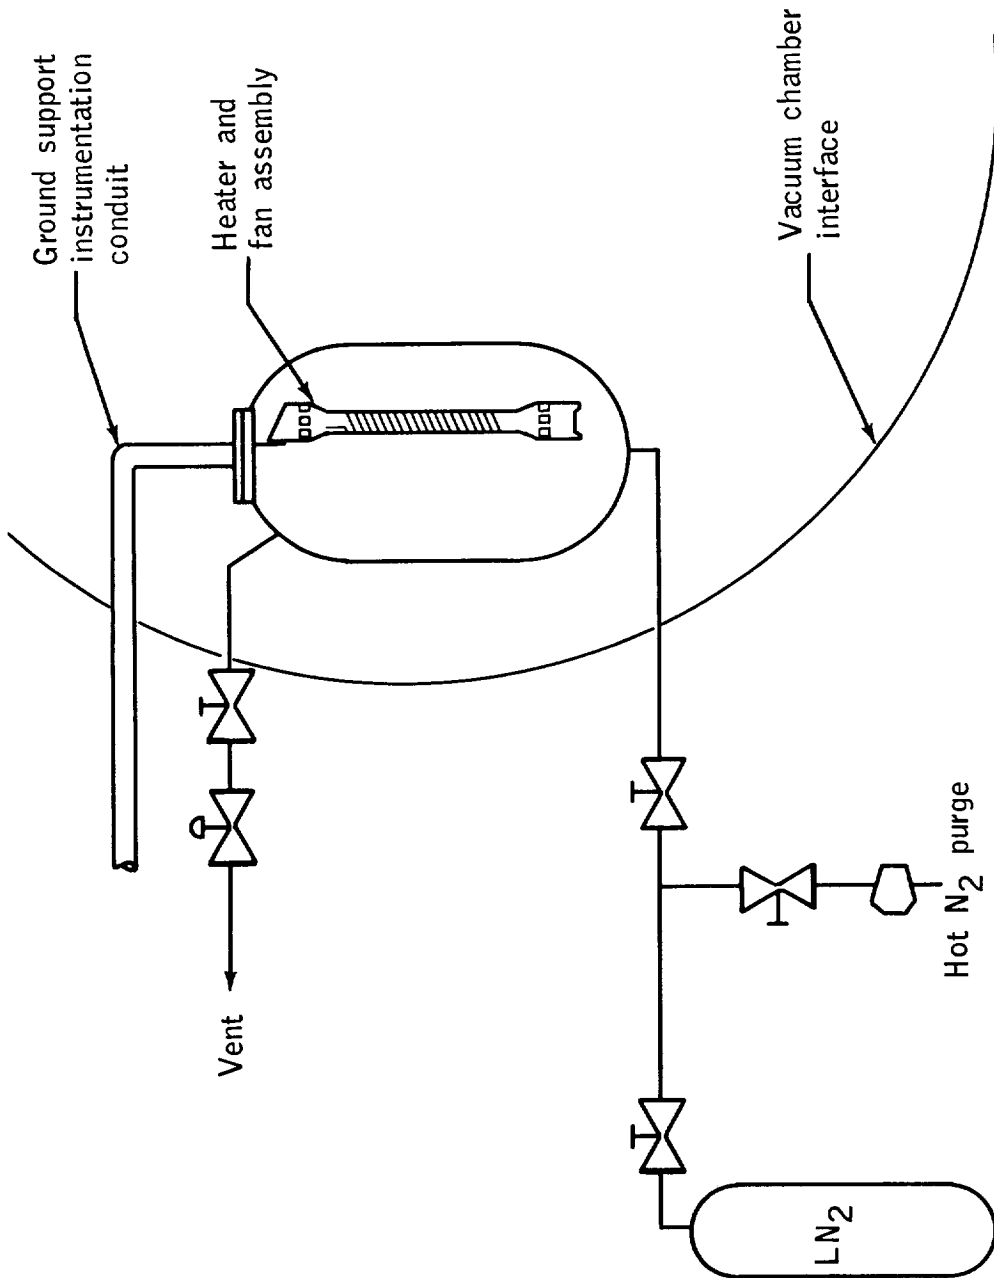 Ground support
instrumentation
conduit
Heater and
fan assembly
Vacuum chamber
interface
Vent
Hot N₂ purge
LN₂